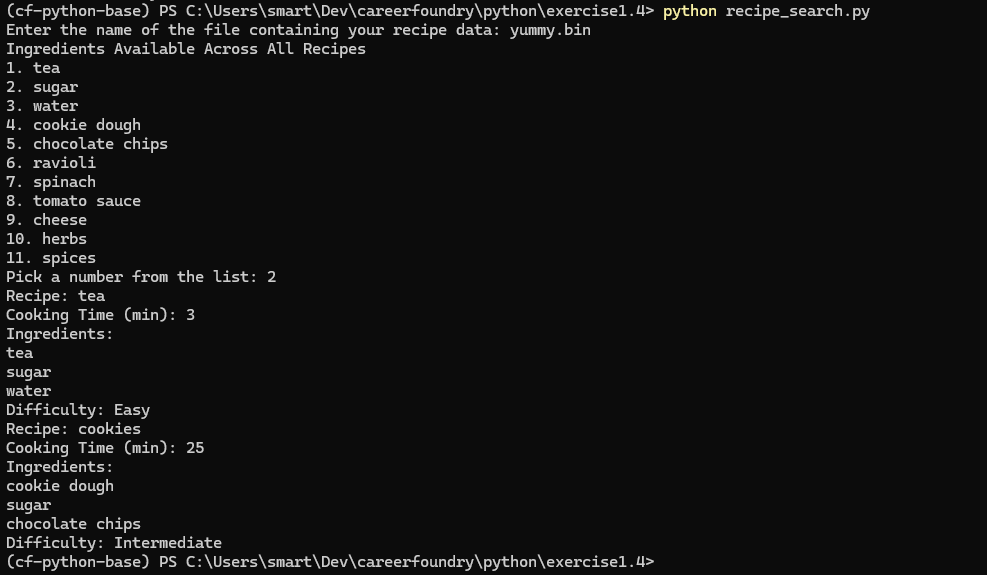 (cf-python-base) PS C:\Users\smart\Dev\careerfoundry\python\exercise1.4> python recipe_search.py
Enter the name of the file containing your recipe data: yummy.bin
Ingredients Available Across All Recipes
1. tea
2. sugar
3. water
4. cookie dough
5. chocolate chips
6. ravioli
7. spinach
8. tomato sauce
9. cheese
10. herbs
11. spices
Pick a number from the list: 2
Recipe: tea
Cooking Time (min): 3
Ingredients:
tea
sugar
water
Difficulty: Easy
Recipe: cookies
Cooking Time (min): 25
Ingredients:
cookie dough
sugar
chocolate chips
Difficulty: Intermediate
(cf-python-base) PS C:\Users\smart\Dev\careerfoundry\python\exercise1.4>